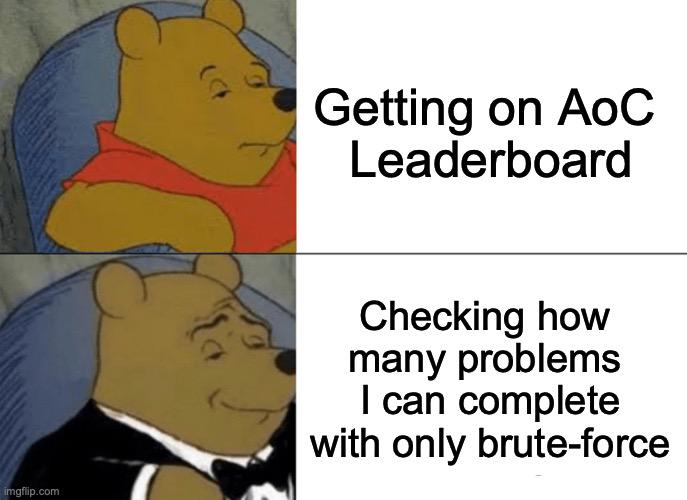 Getting on AoC
Leaderboard
Checking how
many problems
I can complete
with only brute-force
imgflip.com